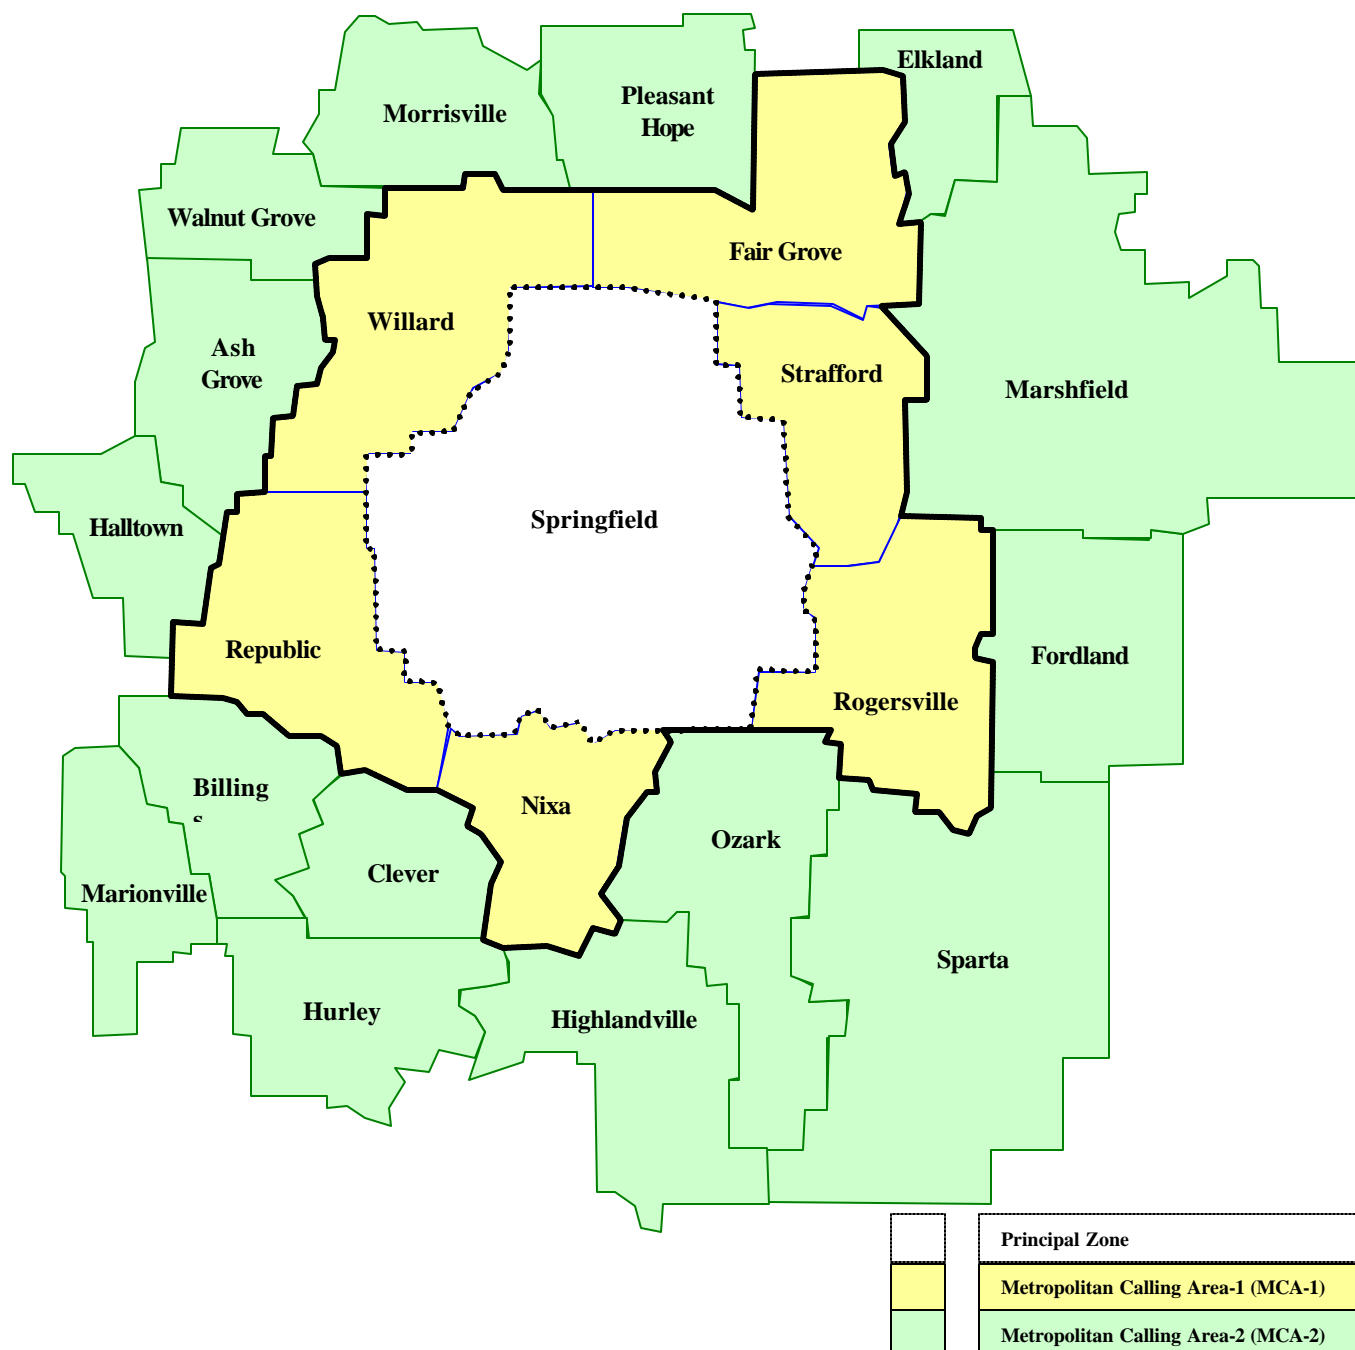 Elkland
Pleasant
Hope
Morrisville
Walnut Grove
Fair Grove
Willard
Ash
Grove
Strafford
Marshfield
Springfield
Halltown
Republic
Fordland
Rogersville
Billing
s
Nixa
Ozark
Clever
Marionville
Sparta
Hurley
Highlandville
Principal Zone
Metropolitan Calling Area-1 (MCA-1)
Metropolitan Calling Area-2 (MCA-2)